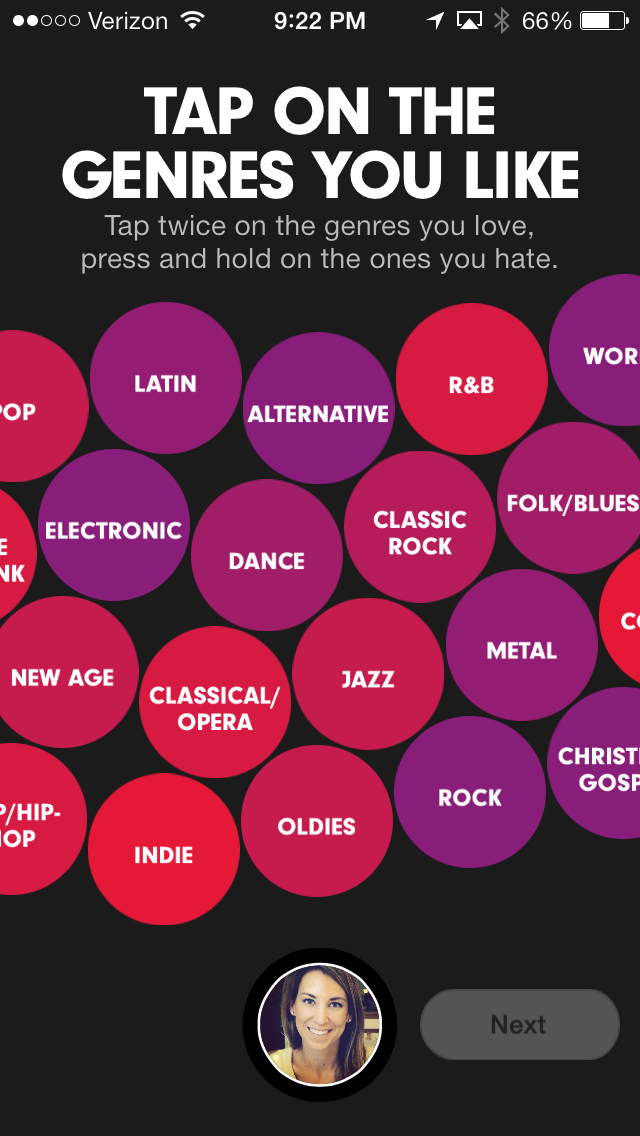 Verizon 9:22 PM 66%
TAP ON THE
GENRES YOU LIKE
Tap twice on the genres you love,
press and hold on the ones you hate.
POP
LATIN
ALTERNATIVE
R&B
WOR
ELECTRONIC
DANCE
CLASSIC
ROCK
FOLK/BLUES
E
NK
NEW AGE
CLASSICAL/
OPERA
JAZZ
METAL
CO
P/HIP-
HOP
INDIE
OLDIES
ROCK
CHRISTI
GOSP
Next